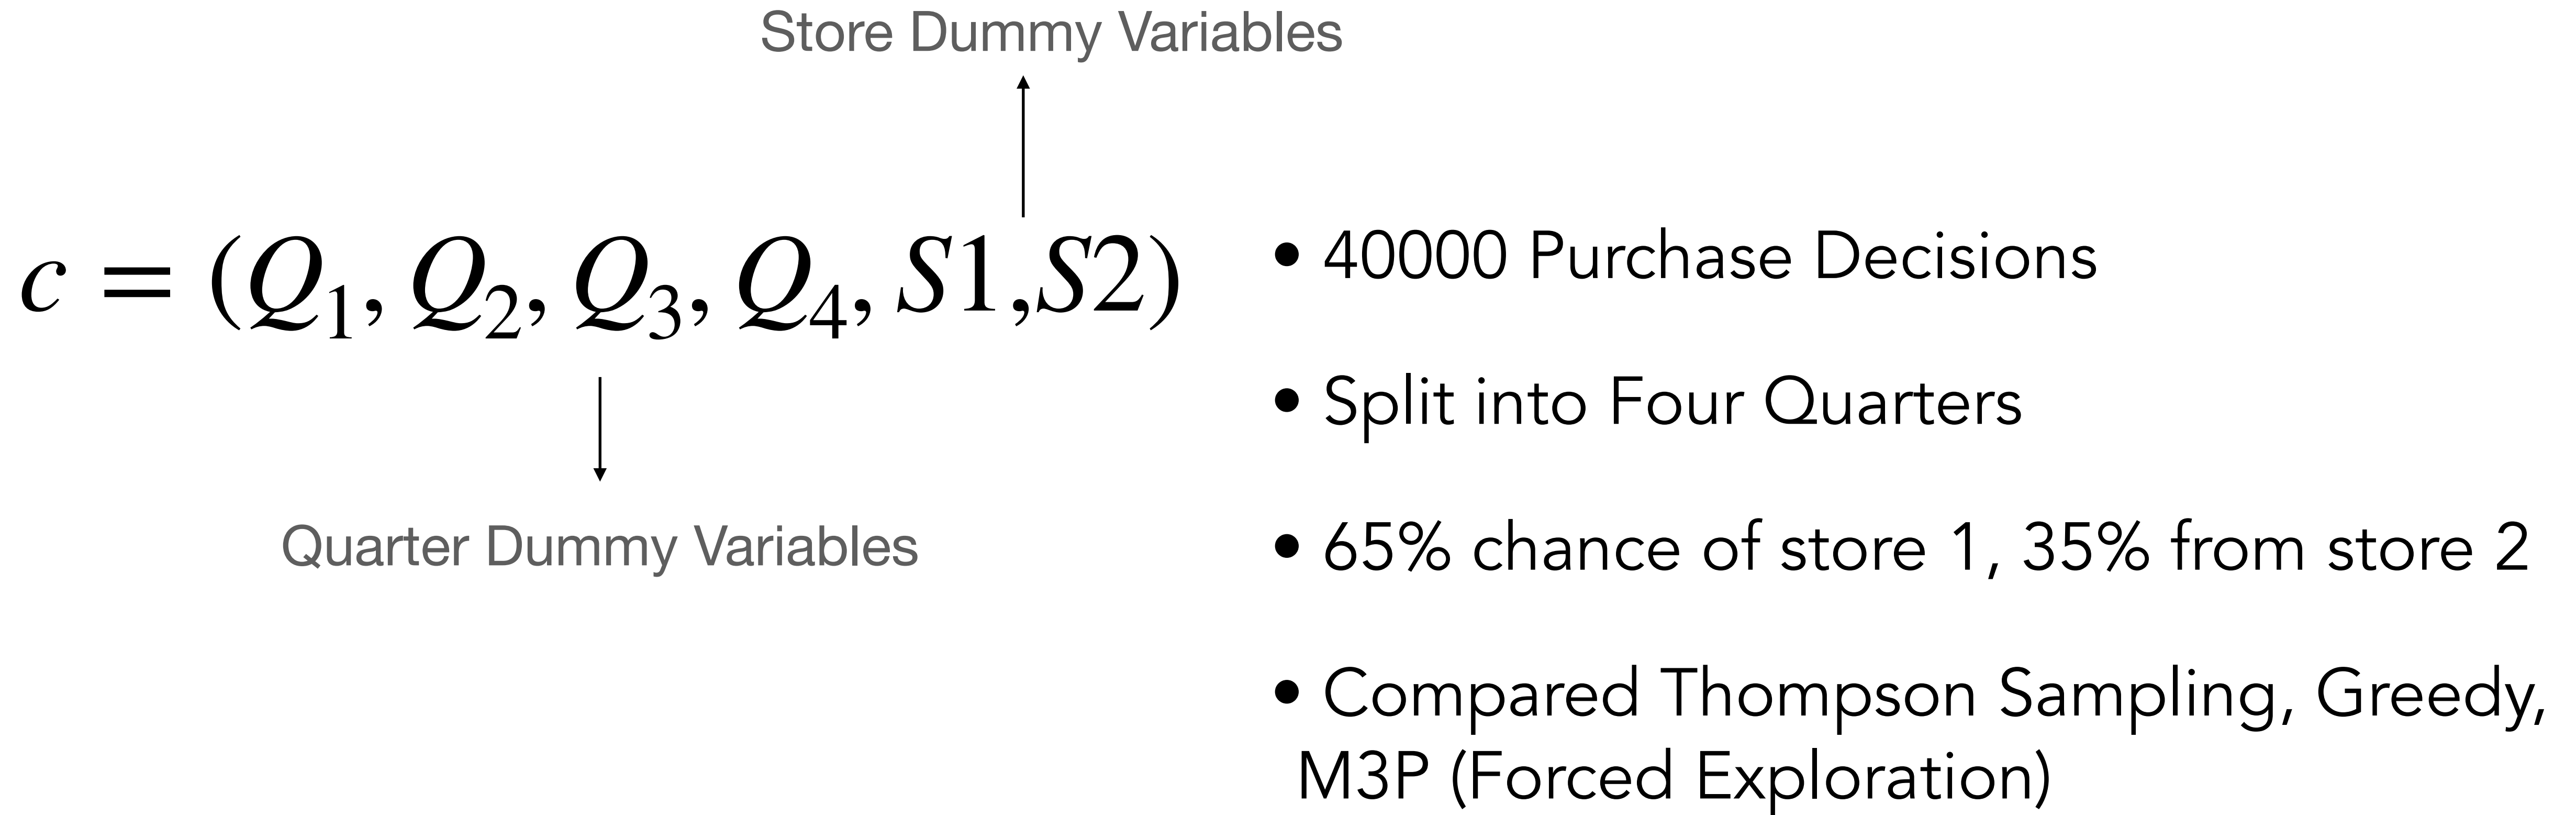 Store Dummy Variables
c = (Q₁, Q₂, Q₃, Q₄, S1,S2)
Quarter Dummy Variables
• 40000 Purchase Decisions
• Split into Four Quarters
• 65% chance of store 1, 35% from store 2
• Compared Thompson Sampling, Greedy,
M3P (Forced Exploration)